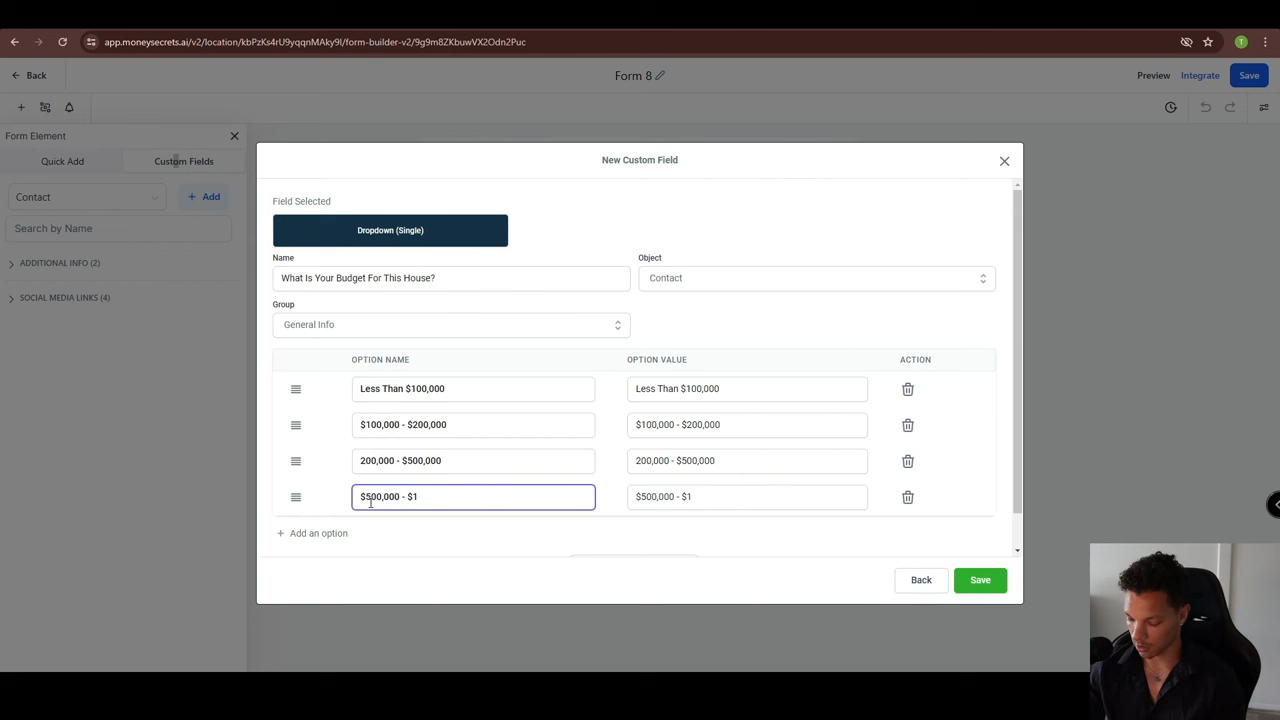 app.moneysecrets.ai/v2/location/kbPzKs4rU9yqqnMAky9l/form-builder-v2/9g9m8ZKbuwVX2Odn2Puc
T
Back
Form 8
Preview
Integrate
Save
Form Element
Quick Add
Custom Fields
Contact
Add
Search by Name
ADDITIONAL INFO (2)
SOCIAL MEDIA LINKS (4)
New Custom Field
Field Selected
Dropdown (Single)
Name
Object
What Is Your Budget For This House?
Contact
Group
General Info
OPTION NAME
OPTION VALUE
ACTION
Less Than $100,000
Less Than $100,000
$100,000 - $200,000
$100,000 - $200,000
200,000 - $500,000
200,000 - $500,000
$500,000 - $1
$500,000 - $1
Add an option
Back
Save